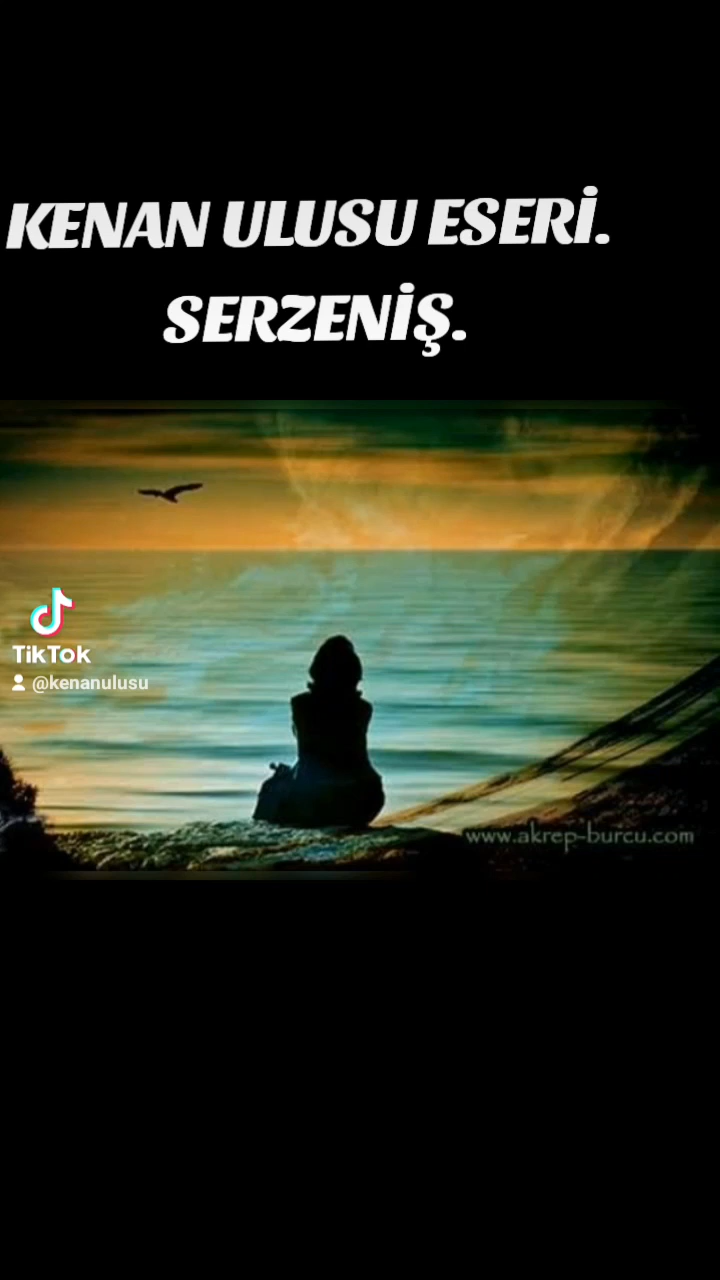 KENAN ULUSU ESERİ.
SERZENİŞ.
TikTok
@kenanulusu
www.akrep-burcu.com